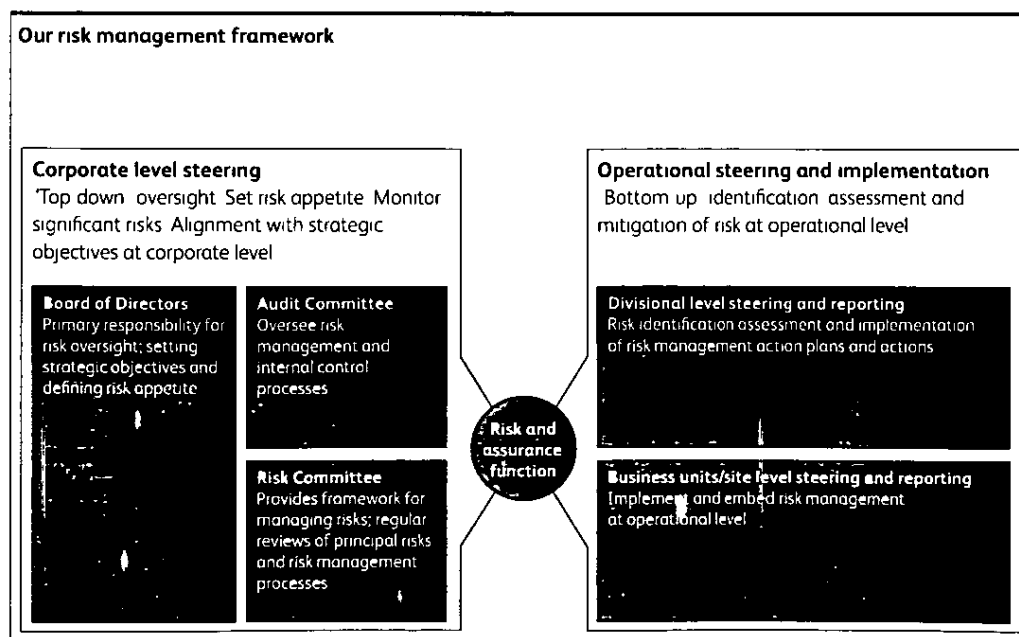 Our risk management framework
Corporate level steering
'Top down oversight Set risk appetite Monitor
significant risks Alignment with strategic
objectives at corporate level
Board of Directors
Primary responsibility for
risk oversight; setting
strategic objectives and
defining risk appetite
Audit Committee
Oversee risk
management and
internal control
processes
Risk Committee
Provides framework for
managing risks; regular
reviews of principal risks
and risk management
processes
Risk and
assurance
function
Operational steering and implementation
Bottom up identification assessment and
mitigation of risk at operational level
Divisional level steering and reporting
Risk identification assessment and implementation
of risk management action plans and actions
Business units/site level steering and reporting
Implement and embed risk management
at operational level